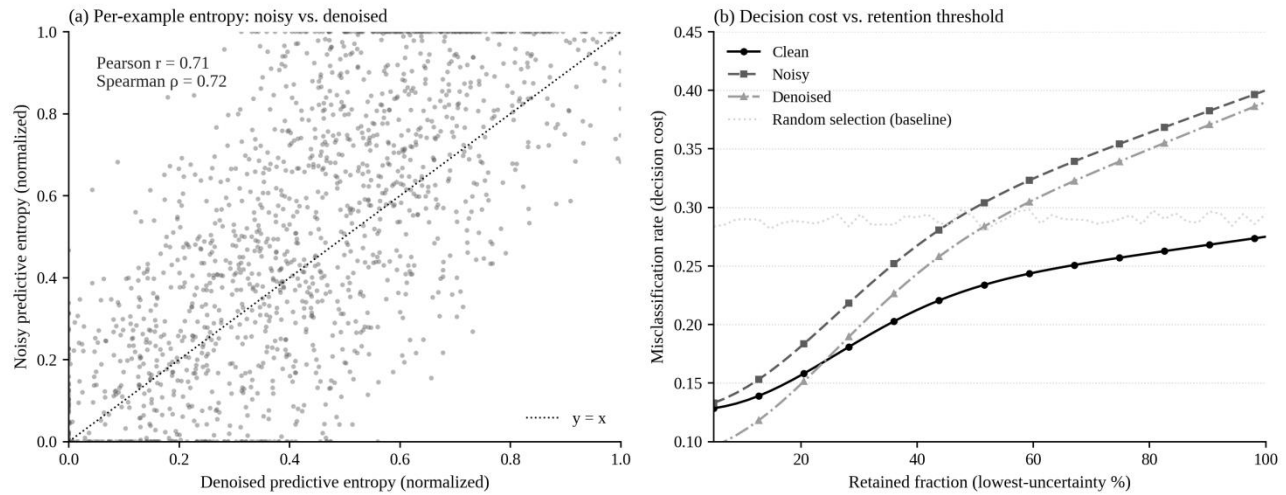 (a) Per-example entropy: noisy vs. denoised
Pearson r = 0.71
Spearman ρ = 0.72
y = x
Noisy predictive entropy (normalized)
1.0
0.8
0.6
0.4
0.2
0.0
0.0 0.2 0.4 0.6 0.8 1.0
Denoised predictive entropy (normalized)
(b) Decision cost vs. retention threshold
Clean
Noisy
Denoised
Random selection (baseline)
Misclassification rate (decision cost)
0.45
0.40
0.35
0.30
0.25
0.20
0.15
0.10
20 40 60 80 100
Retained fraction (lowest-uncertainty %)